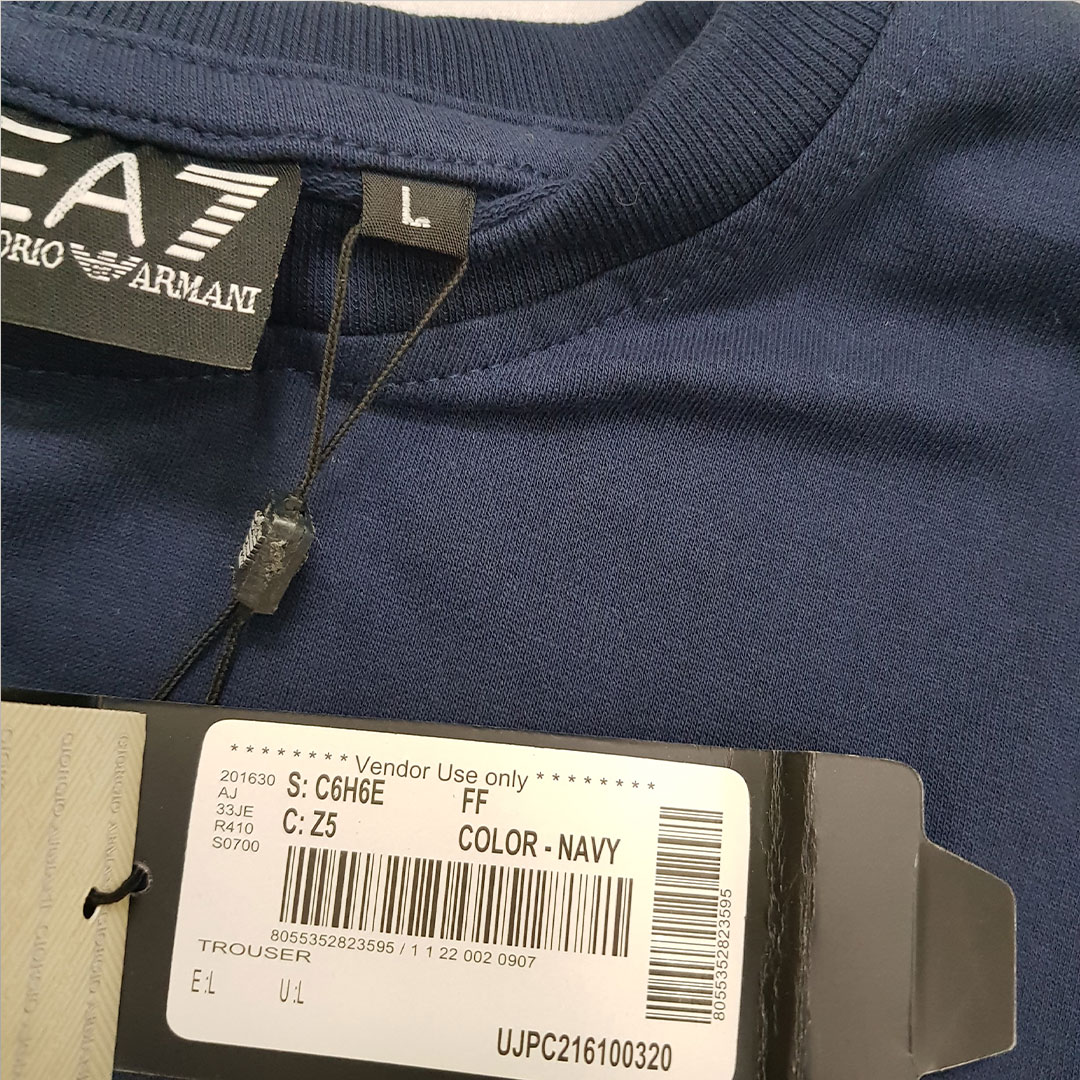 EA7
ORIO ARMANI
L
* * * * * * * * Vendor Use only * * * * * * * *
201630
AJ
33JE
R410
S0700
S: C6H6E
FF
C: Z5
COLOR - NAVY
8055352823595 / 1 1 22 002 0907
TROUSER
E:L
U:L
8055352823595
UJPC216100320